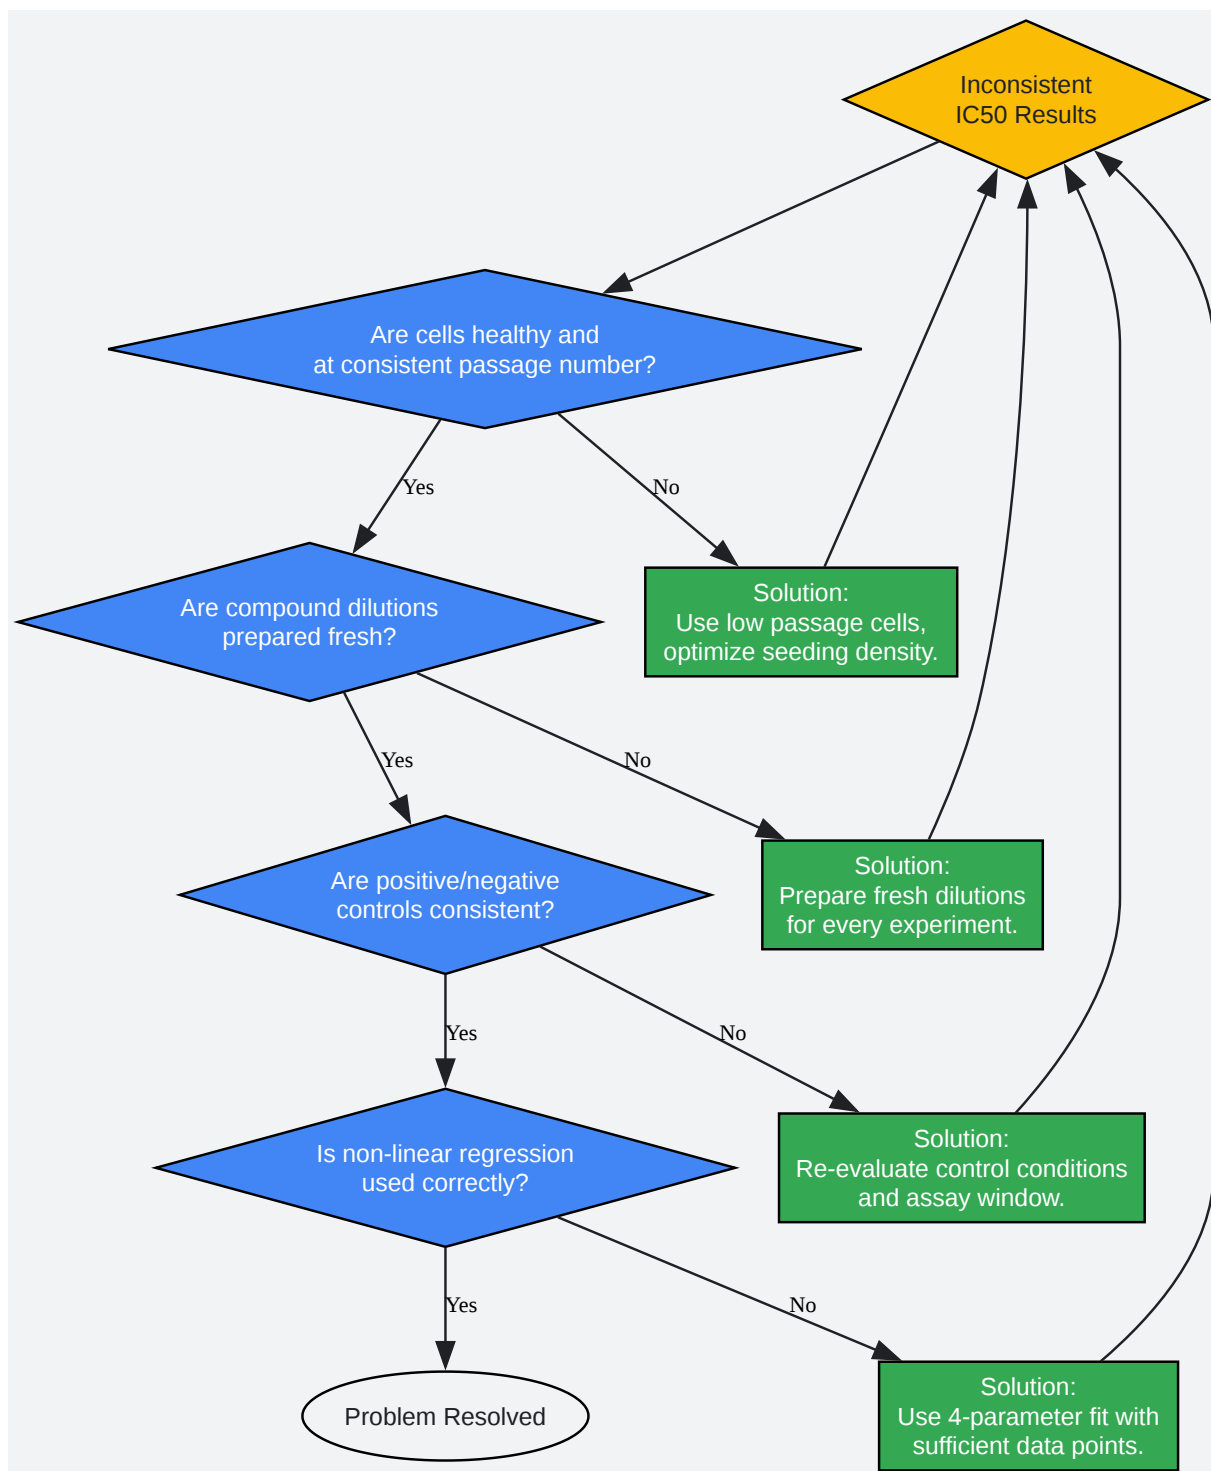 Inconsistent
IC50 Results
Are cells healthy and
at consistent passage number?
Yes
No
Are compound dilutions
prepared fresh?
Solution:
Use low passage cells,
optimize seeding density.
Yes
No
Are positive/negative
controls consistent?
Solution:
Prepare fresh dilutions
for every experiment.
Yes
No
Is non-linear regression
used correctly?
Solution:
Re-evaluate control conditions
and assay window.
Yes
No
Problem Resolved
Solution:
Use 4-parameter fit with
sufficient data points.